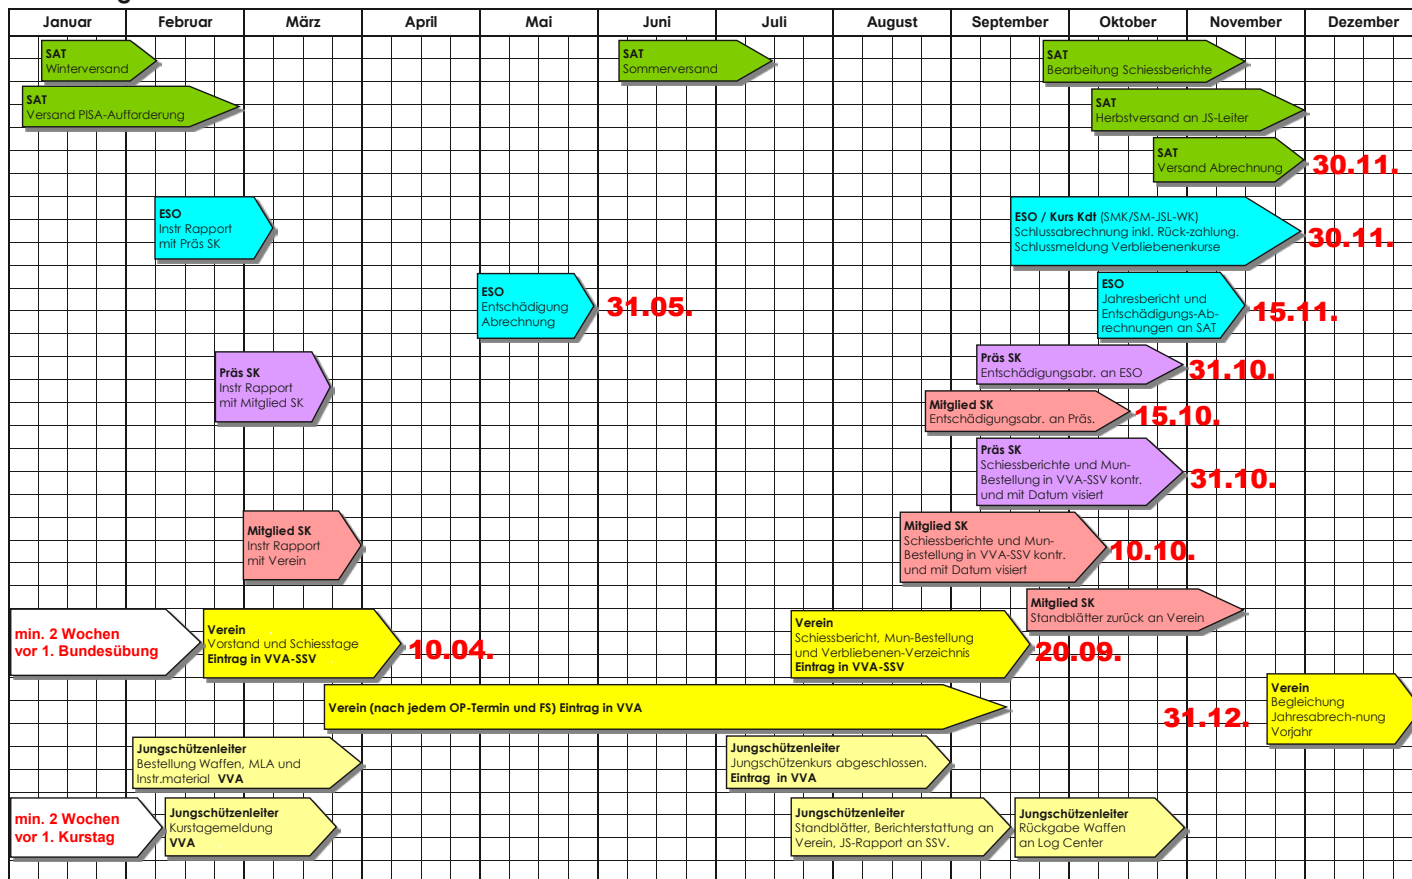 Januar Februar März April Mai Juni Juli August September Oktober November Dezember
SAT
Winterversand
SAT
Sommerversand
SAT
Bearbeitung Schiessberichte
SAT
Versand PISA-Aufforderung
SAT
Herbstversand an JS-Leiter
SAT
Versand Abrechnung
30.11.
ESO
Instr Rapport
mit Präs SK
ESO / Kurs Kdt (SMK/SM-JSL-WK)
Schlussabrechnung inkl. Rück-zahlung.
Schlussmeldung Verbliebenenkurse
30.11.
ESO
Entschädigung
Abrechnung
31.05.
ESO
Jahresbericht und
Entschädigungs-Ab-
rechnungen an SAT
15.11.
Präs SK
Instr Rapport
mit Mitglied SK
Präs SK
Entschädigungsabr. an ESO
31.10.
Mitglied SK
Entschädigungsabr. an Präs.
15.10.
Präs SK
Schiessberichte und Mun-
Bestellung in VVA-SSV kontr.
und mit Datum visiert
31.10.
Mitglied SK
Instr Rapport
mit Verein
Mitglied SK
Schiessberichte und Mun-
Bestellung in VVA-SSV kontr.
und mit Datum visiert
10.10.
Mitglied SK
Standblätter zurück an Verein
min. 2 Wochen
vor 1. Bundesübung
Verein
Vorstand und Schiesstage
Eintrag in VVA-SSV
10.04.
Verein
Schiessbericht, Mun-Bestellung
und Verbliebenen-Verzeichnis
Eintrag in VVA-SSV
20.09.
Verein (nach jedem OP-Termin und FS) Eintrag in VVA
31.12.
Verein
Begleichung
Jahresabrech-nung
Vorjahr
Jungschützenleiter
Bestellung Waffen, MLA und
Instr.material VVA
Jungschützenleiter
Jungschützenkurs abgeschlossen.
Eintrag in VVA
min. 2 Wochen
vor 1. Kurstag
Jungschützenleiter
Kurstagemeldung
VVA
Jungschützenleiter
Standblätter, Berichterstattung an
Verein, JS-Rapport an SSV.
Jungschützenleiter
Rückgabe Waffen
an Log Center